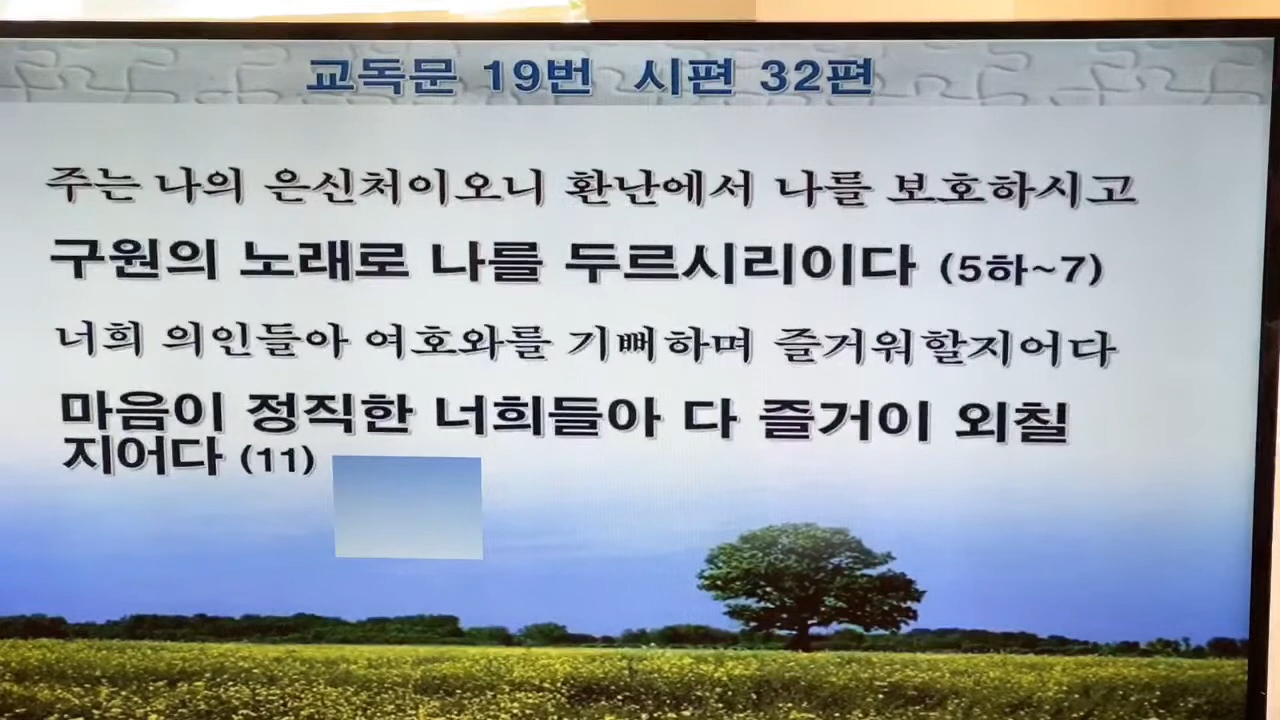 교독문 19번 시편 32편
주는 나의 은신처이오니 환난에서 나를 보호하시고
구원의 노래로 나를 두르시리이다 (5하~7)
너희 의인들아 여호와를 기뻐하며 즐거워할지어다
마음이 정직한 너희들아 다 즐거이 외칠
지어다 (11)